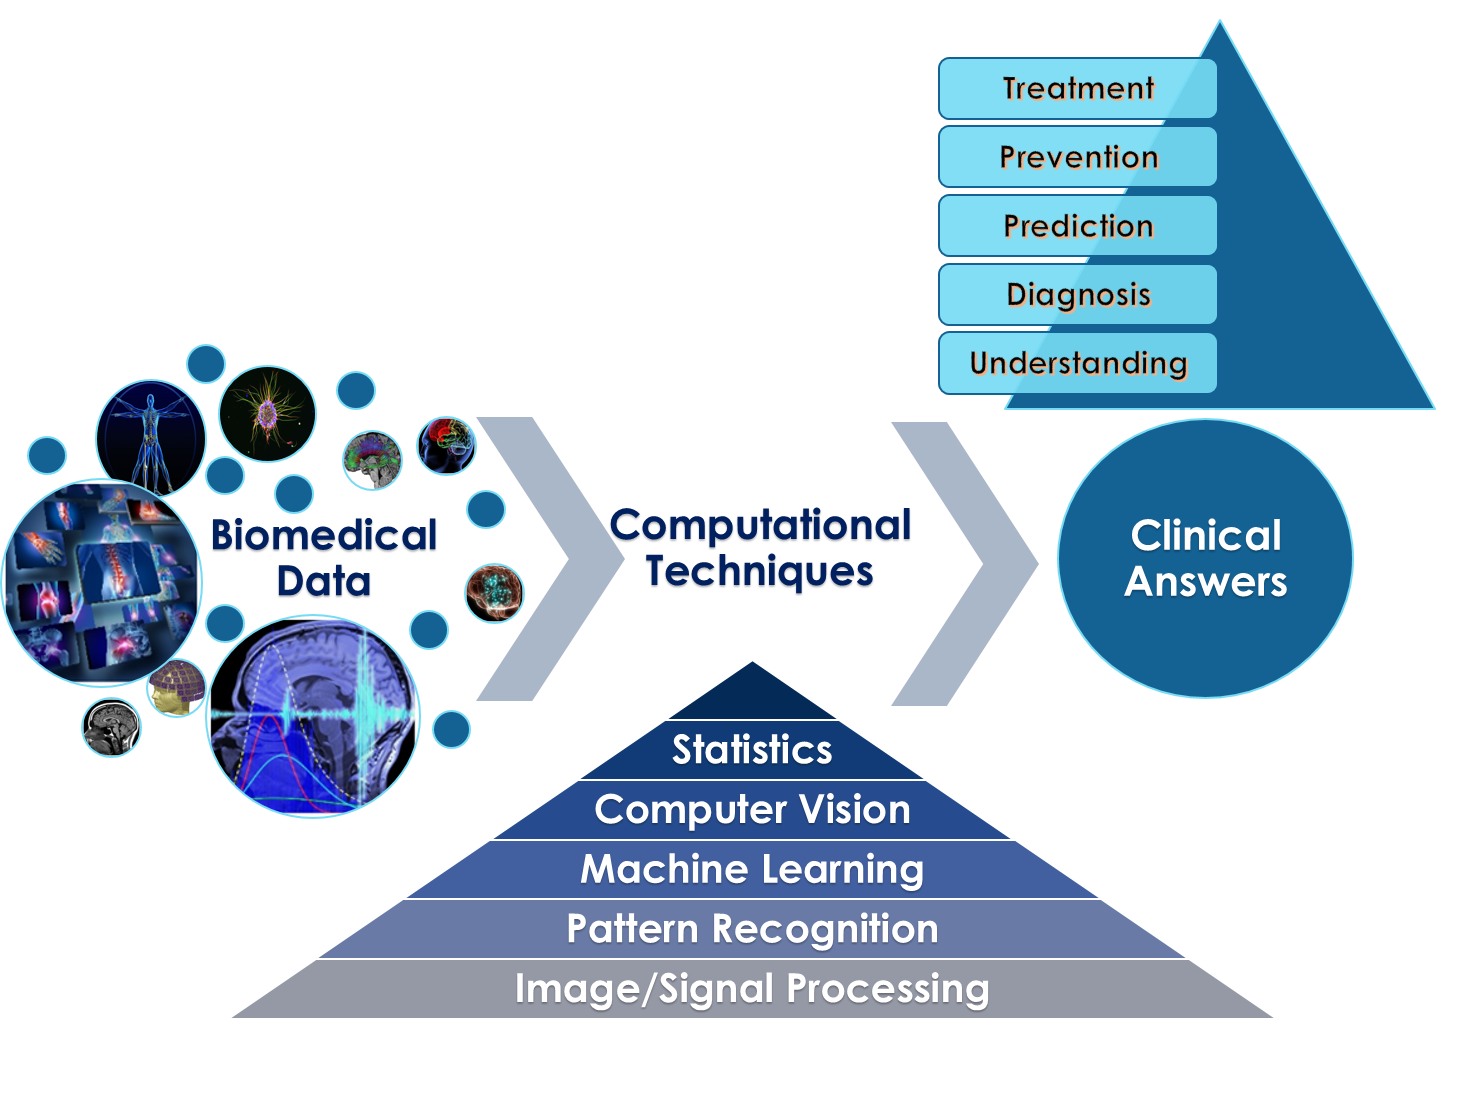 Treatment
Prevention
Prediction
Diagnosis
Understanding
Biomedical
Data
Computational
Techniques
Clinical
Answers
Statistics
Computer Vision
Machine Learning
Pattern Recognition
Image/Signal Processing